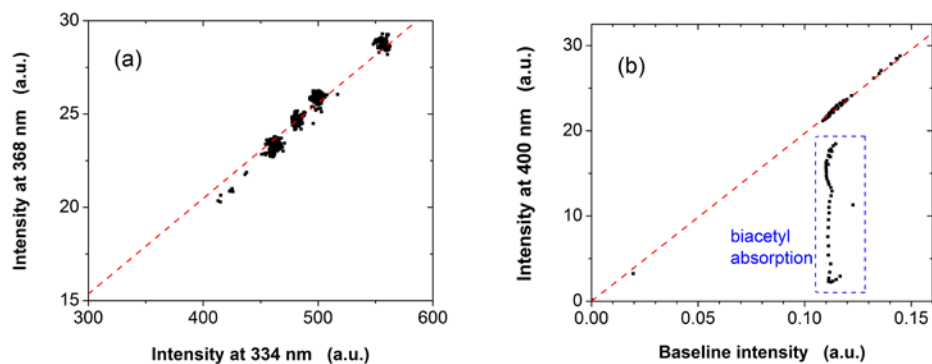 (a)
Intensity at 368 nm (a.u.)
30
25
20
15
300
400
500
600
Intensity at 334 nm (a.u.)
(b)
Intensity at 400 nm (a.u.)
30
20
10
0
biacetyl
absorption
0.00
0.05
0.10
0.15
Baseline intensity (a.u.)